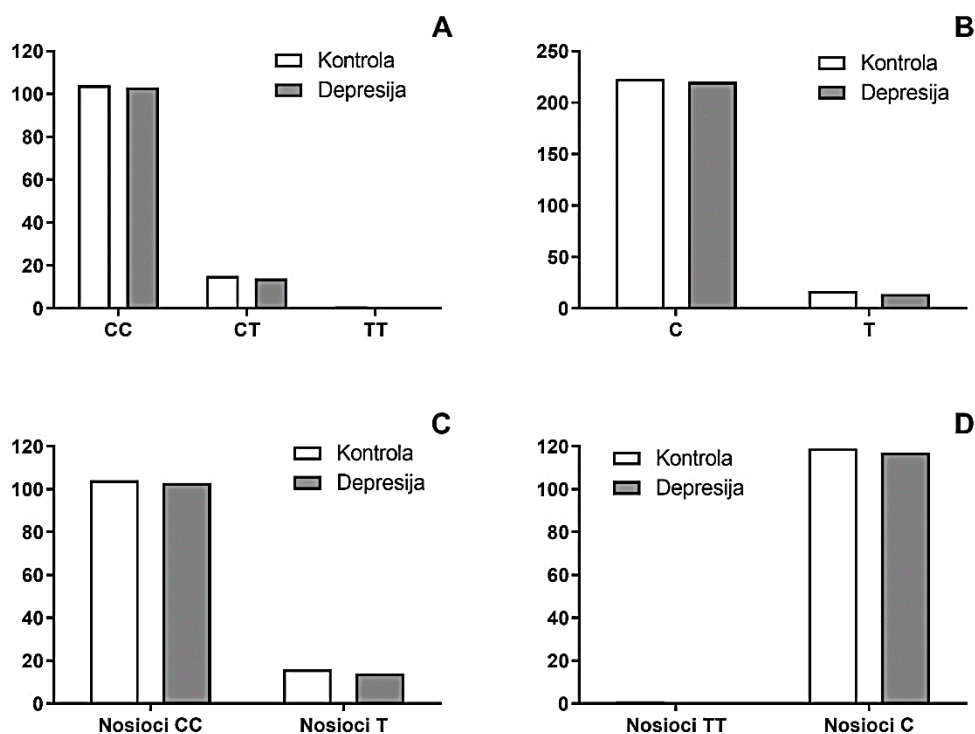 A
120
100
80
60
40
20
0
Kontrola
Depresija
CC CT TT
B
250
200
150
100
50
0
Kontrola
Depresija
C T
C
120
100
80
60
40
20
0
Kontrola
Depresija
Nosioci CC Nosioci T
D
120
100
80
60
40
20
0
Kontrola
Depresija
Nosioci TT Nosioci C